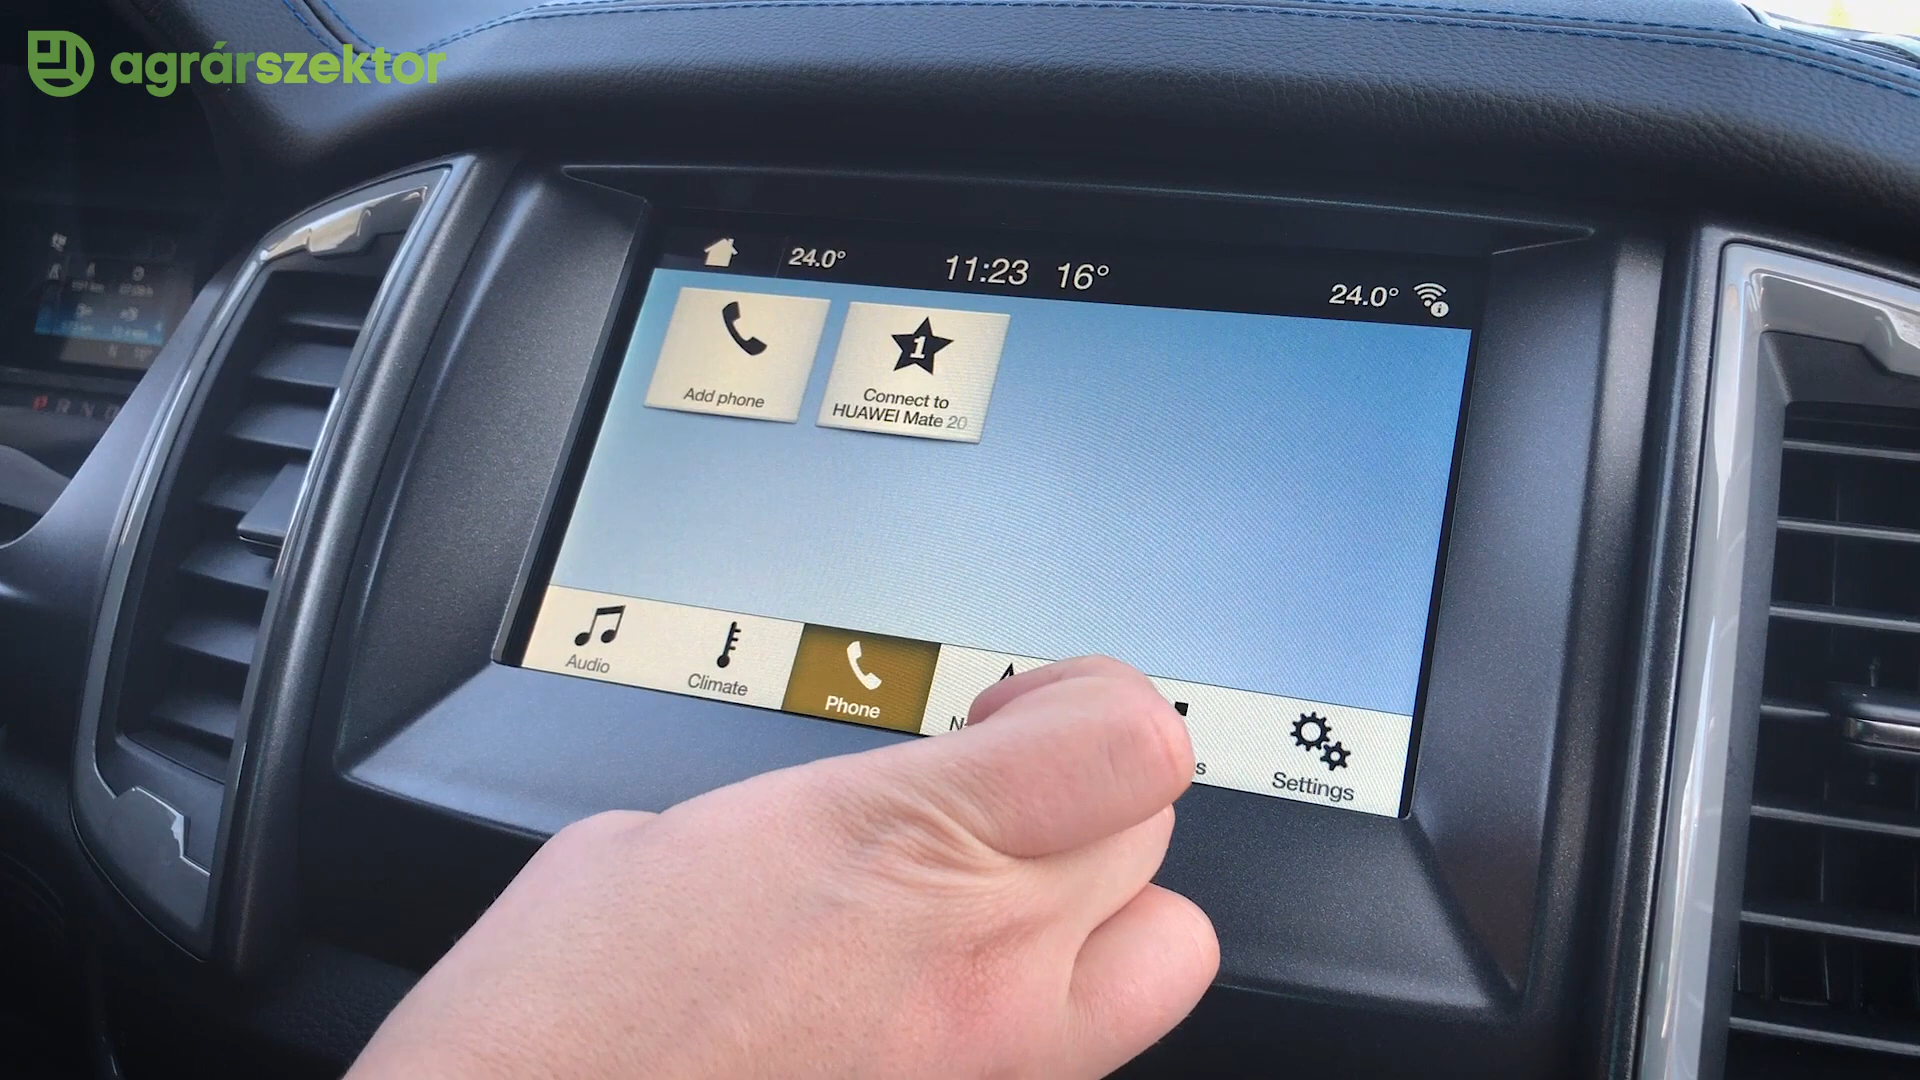 agrárszektor
24.0° 11:23 16° 24.0°
Add phone
1
Connect to
HUAWEI Mate 20
Audio
Climate
Phone
Settings
P R N D